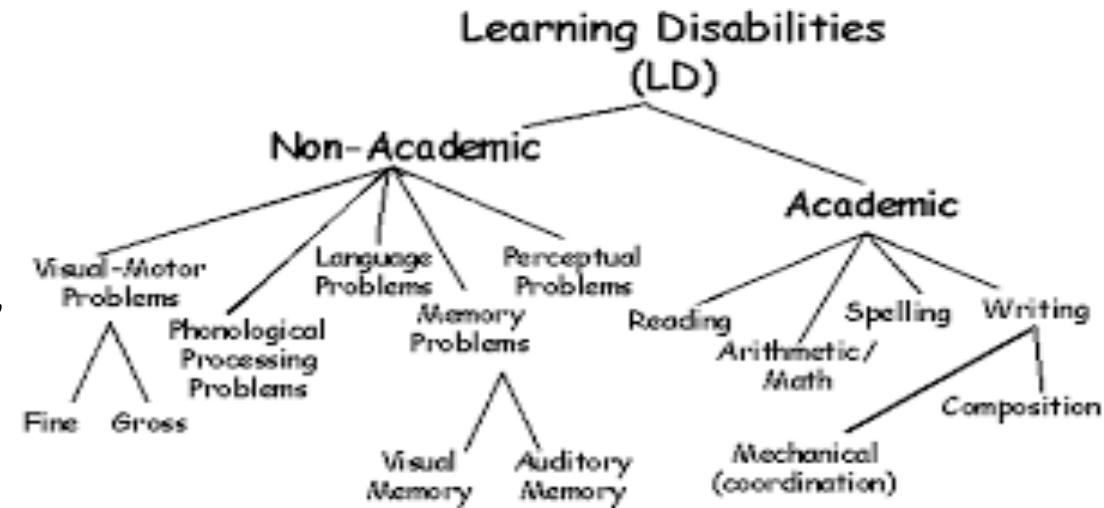 Learning Disabilities
(LD)
Non-Academic
Academic
Visual-Motor
Problems
Phonological
Processing
Problems
Language
Problems
Memory
Problems
Perceptual
Problems
Reading
Arithmetic/
Math
Spelling
Writing
Fine
Gross
Visual
Memory
Auditory
Memory
Mechanical
(coordination)
Composition